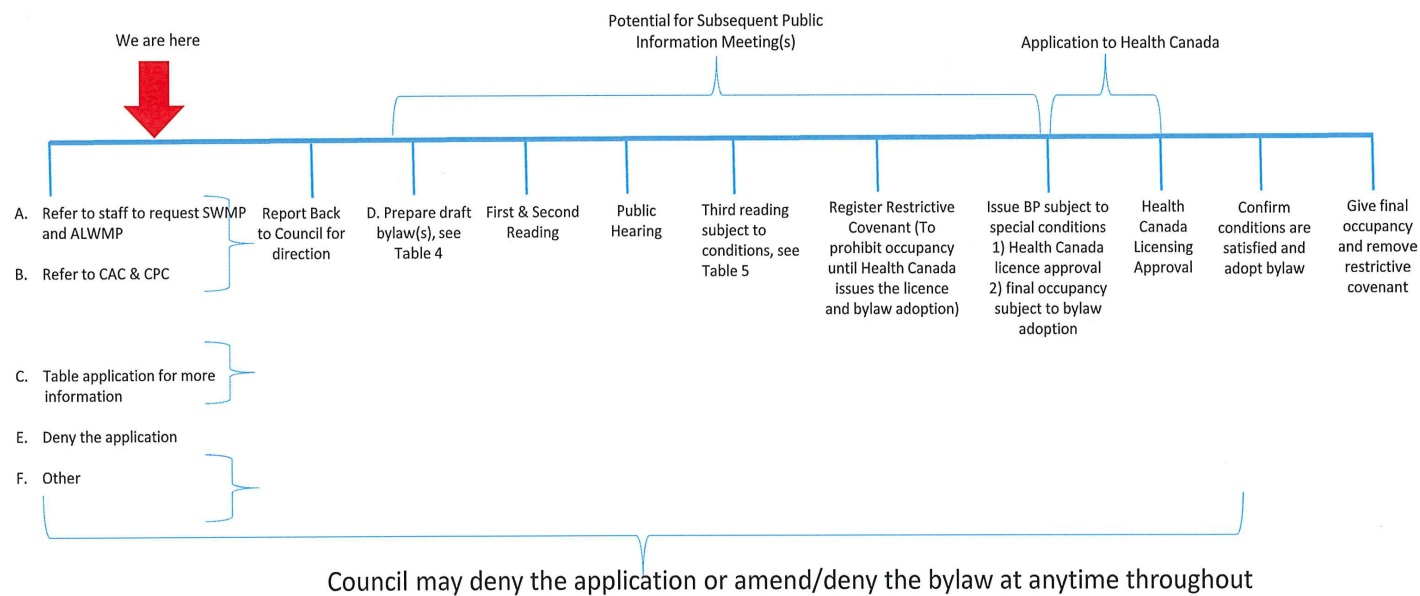 Potential for Subsequent Public
Information Meeting(s)
We are here
Application to Health Canada
A. Refer to staff to request SWMP
and ALWMP
B. Refer to CAC & CPC
C. Table application for more
information
E. Deny the application
F. Other
Report Back
to Council for
direction
D. Prepare draft
bylaw(s), see
Table 4
First & Second
Reading
Public
Hearing
Third reading
subject to
conditions, see
Table 5
Register Restrictive
Covenant (To
prohibit occupancy
until Health Canada
issues the licence
and bylaw adoption)
Issue BP subject to
special conditions
1) Health Canada
licence approval
2) final occupancy
subject to bylaw
adoption
Health
Canada
Licensing
Approval
Confirm
conditions are
satisfied and
adopt bylaw
Give final
occupancy
and remove
restrictive
covenant
Council may deny the application or amend/deny the bylaw at anytime throughout